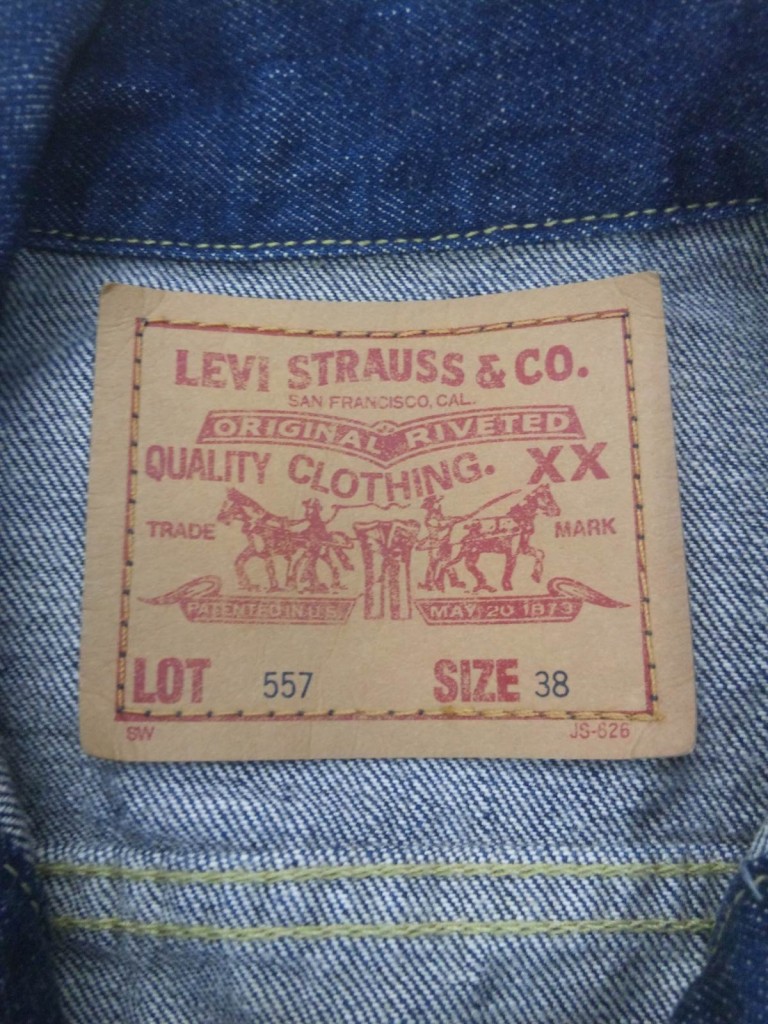 LEVI STRAUSS & CO.
SAN FRANCISCO, CAL.
ORIGINAL RIVETED
QUALITY CLOTHING. XX
TRADE MARK
PATENTED IN U.S. MAY 20 1873
LOT 557 SIZE 38
SW JS-626